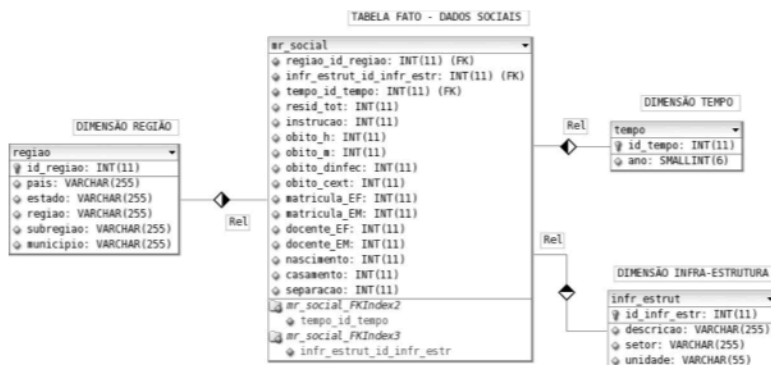 TABELA FATO - DADOS SOCIAIS
mr_social
regiao_id_regiao: INT(11) (FK)
infr_estrut_id_infr_estr: INT(11) (FK)
tempo_id_tempo: INT(11) (FK)
resid_tot: INT(11)
instrucao: INT(11)
obito_h: INT(11)
obito_m: INT(11)
obito_dinfec: INT(11)
obito_cext: INT(11)
matricula_EF: INT(11)
matricula_EM: INT(11)
docente_EF: INT(11)
docente_EM: INT(11)
nascimento: INT(11)
casamento: INT(11)
separacao: INT(11)
mr_social_FKIndex2
tempo_id_tempo
mr_social_FKIndex3
infr_estrut_id_infr_estr
DIMENSÃO REGIÃO
regiao
id_regiao: INT(11)
pais: VARCHAR(255)
estado: VARCHAR(255)
regiao: VARCHAR(255)
subregiao: VARCHAR(255)
municipio: VARCHAR(255)
Rel
Rel
DIMENSÃO TEMPO
tempo
id_tempo: INT(11)
ano: SMALLINT(6)
Rel
DIMENSÃO INFRA-ESTRUTURA
infr_estrut
id_infr_estr: INT(11)
descricao: VARCHAR(255)
setor: VARCHAR(255)
unidade: VARCHAR(55)